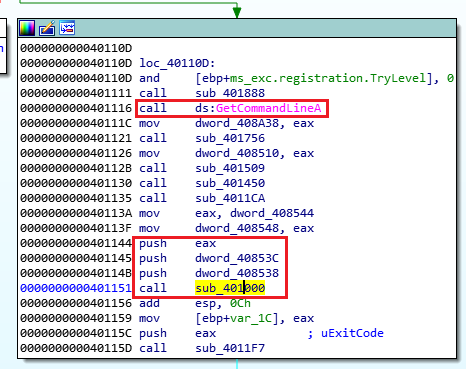 000000000040110D
000000000040110D loc_40110D:
000000000040110D and [ebp+ms_exc.registration.TryLevel], 0
0000000000401111 call sub_401888
0000000000401116 call ds:GetCommandLineA
000000000040111C mov dword_408A38, eax
0000000000401121 call sub_401756
0000000000401126 mov dword_408510, eax
000000000040112B call sub_401509
0000000000401130 call sub_401450
0000000000401135 call sub_4011CA
000000000040113A mov eax, dword_408544
000000000040113F mov dword_408548, eax
0000000000401144 push eax
0000000000401145 push dword_40853C
000000000040114B push dword_408538
0000000000401151 call sub_401000
0000000000401156 add esp, 0Ch
0000000000401159 mov [ebp+var_1C], eax
000000000040115C push eax ; uExitCode
000000000040115D call sub_4011F7